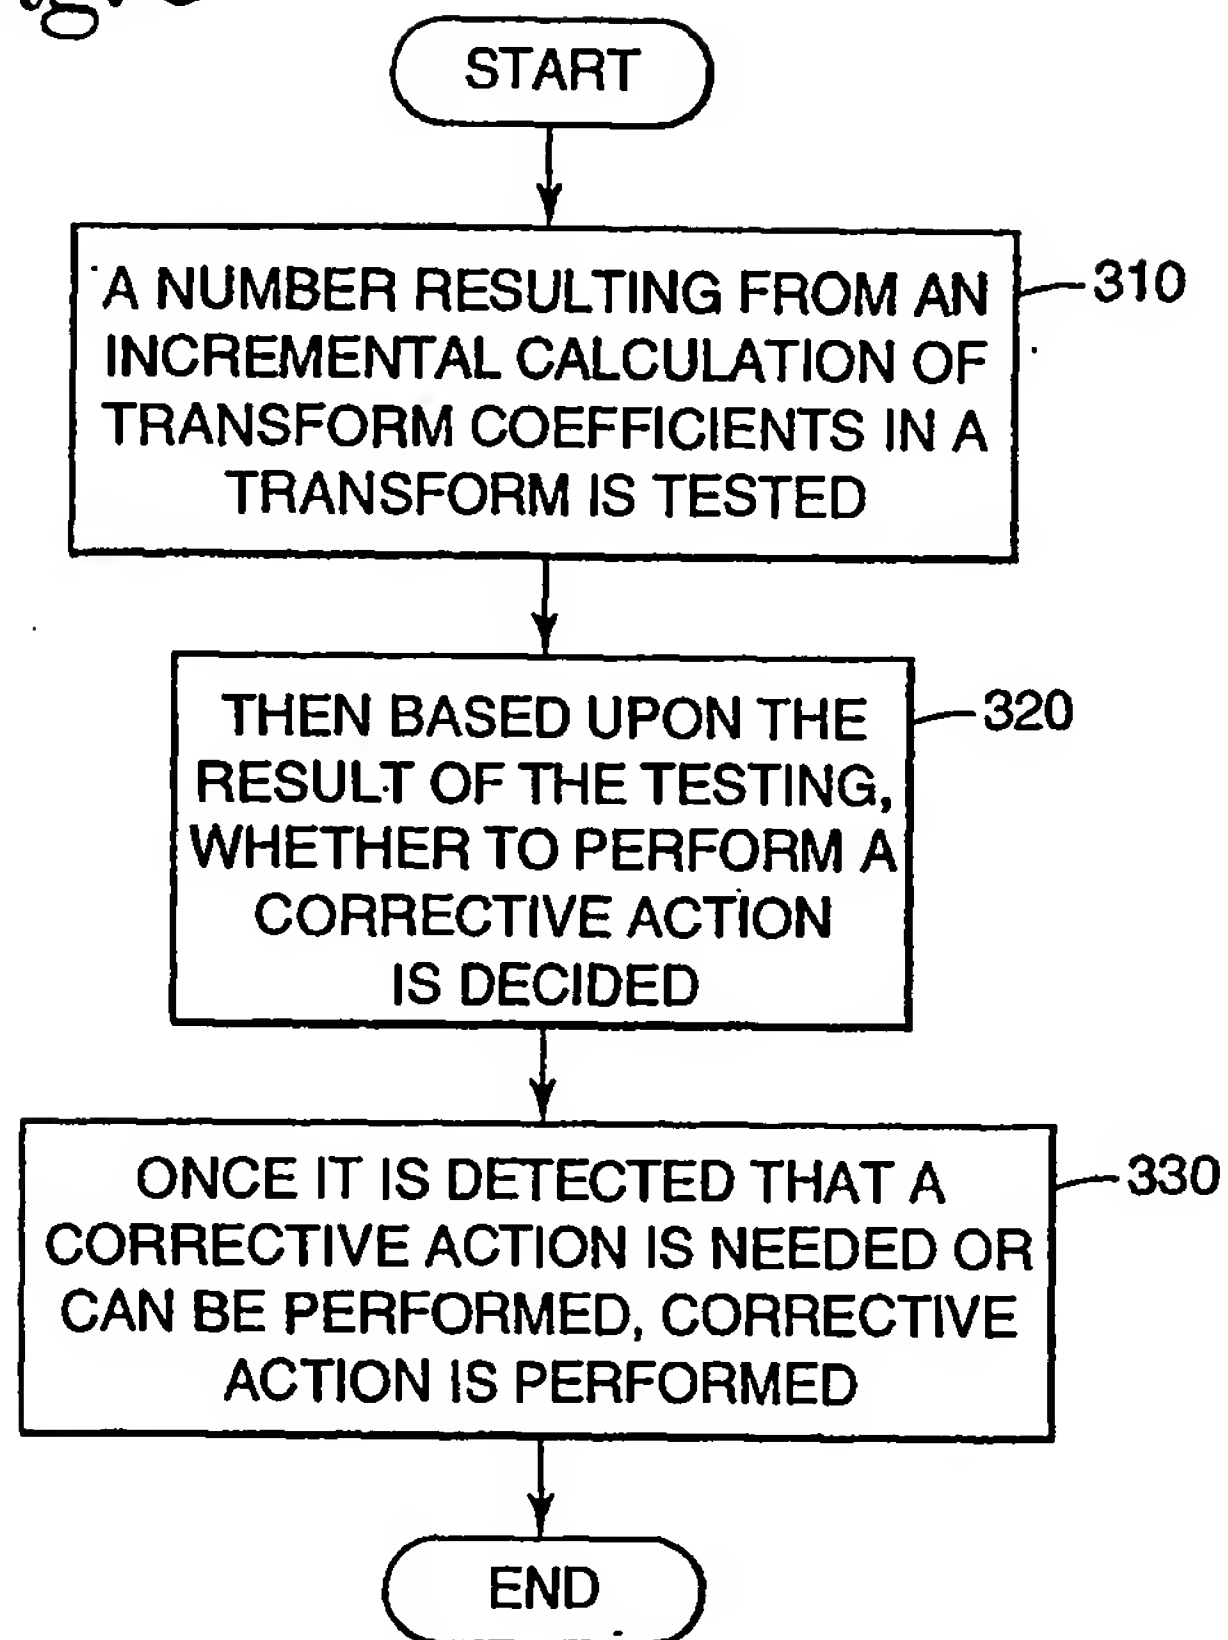 START
A NUMBER RESULTING FROM AN
INCREMENTAL CALCULATION OF
TRANSFORM COEFFICIENTS IN A
TRANSFORM IS TESTED
310
THEN BASED UPON THE
RESULT OF THE TESTING,
WHETHER TO PERFORM A
CORRECTIVE ACTION
IS DECIDED
320
ONCE IT IS DETECTED THAT A
CORRECTIVE ACTION IS NEEDED OR
CAN BE PERFORMED, CORRECTIVE
ACTION IS PERFORMED
330
END